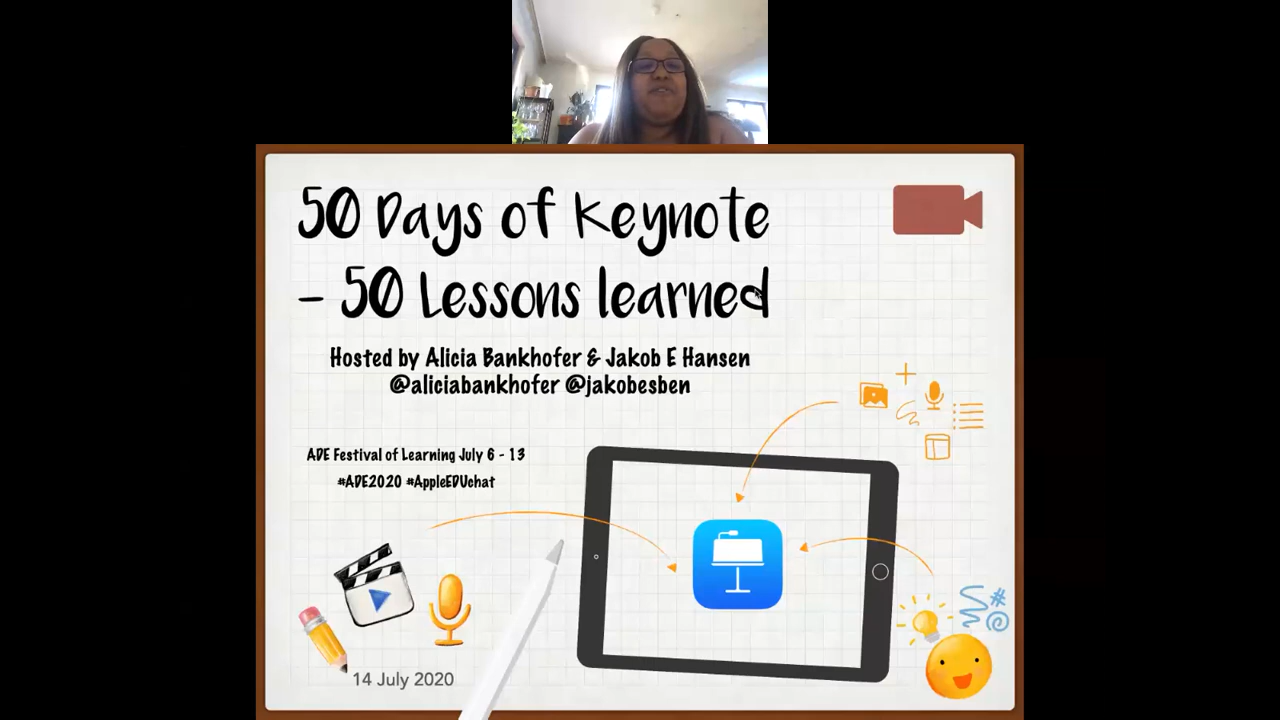 50 Days of Keynote
- 50 Lessons learned
Hosted by Alicia Bankhofer & Jakob E Hansen
@aliciabankhofer @jakobesben
ADE Festival of Learning July 6 - 13
#ADE2020 #AppleEDUchat
14 July 2020